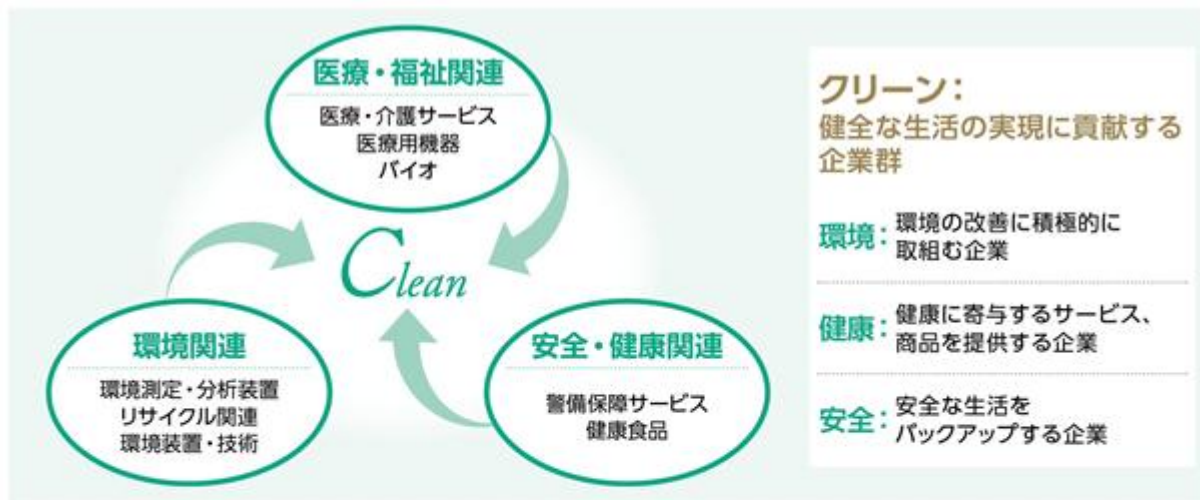 医療・福祉関連
医療・介護サービス
医療用機器
バイオ
Clean
環境関連
環境測定・分析装置
リサイクル関連
環境装置・技術
安全・健康関連
警備保障サービス
健康食品
クリーン：
健全な生活の実現に貢献する
企業群
環境：環境の改善に積極的に
取組む企業
健康：健康に寄与するサービス、
商品を提供する企業
安全：安全な生活を
バックアップする企業